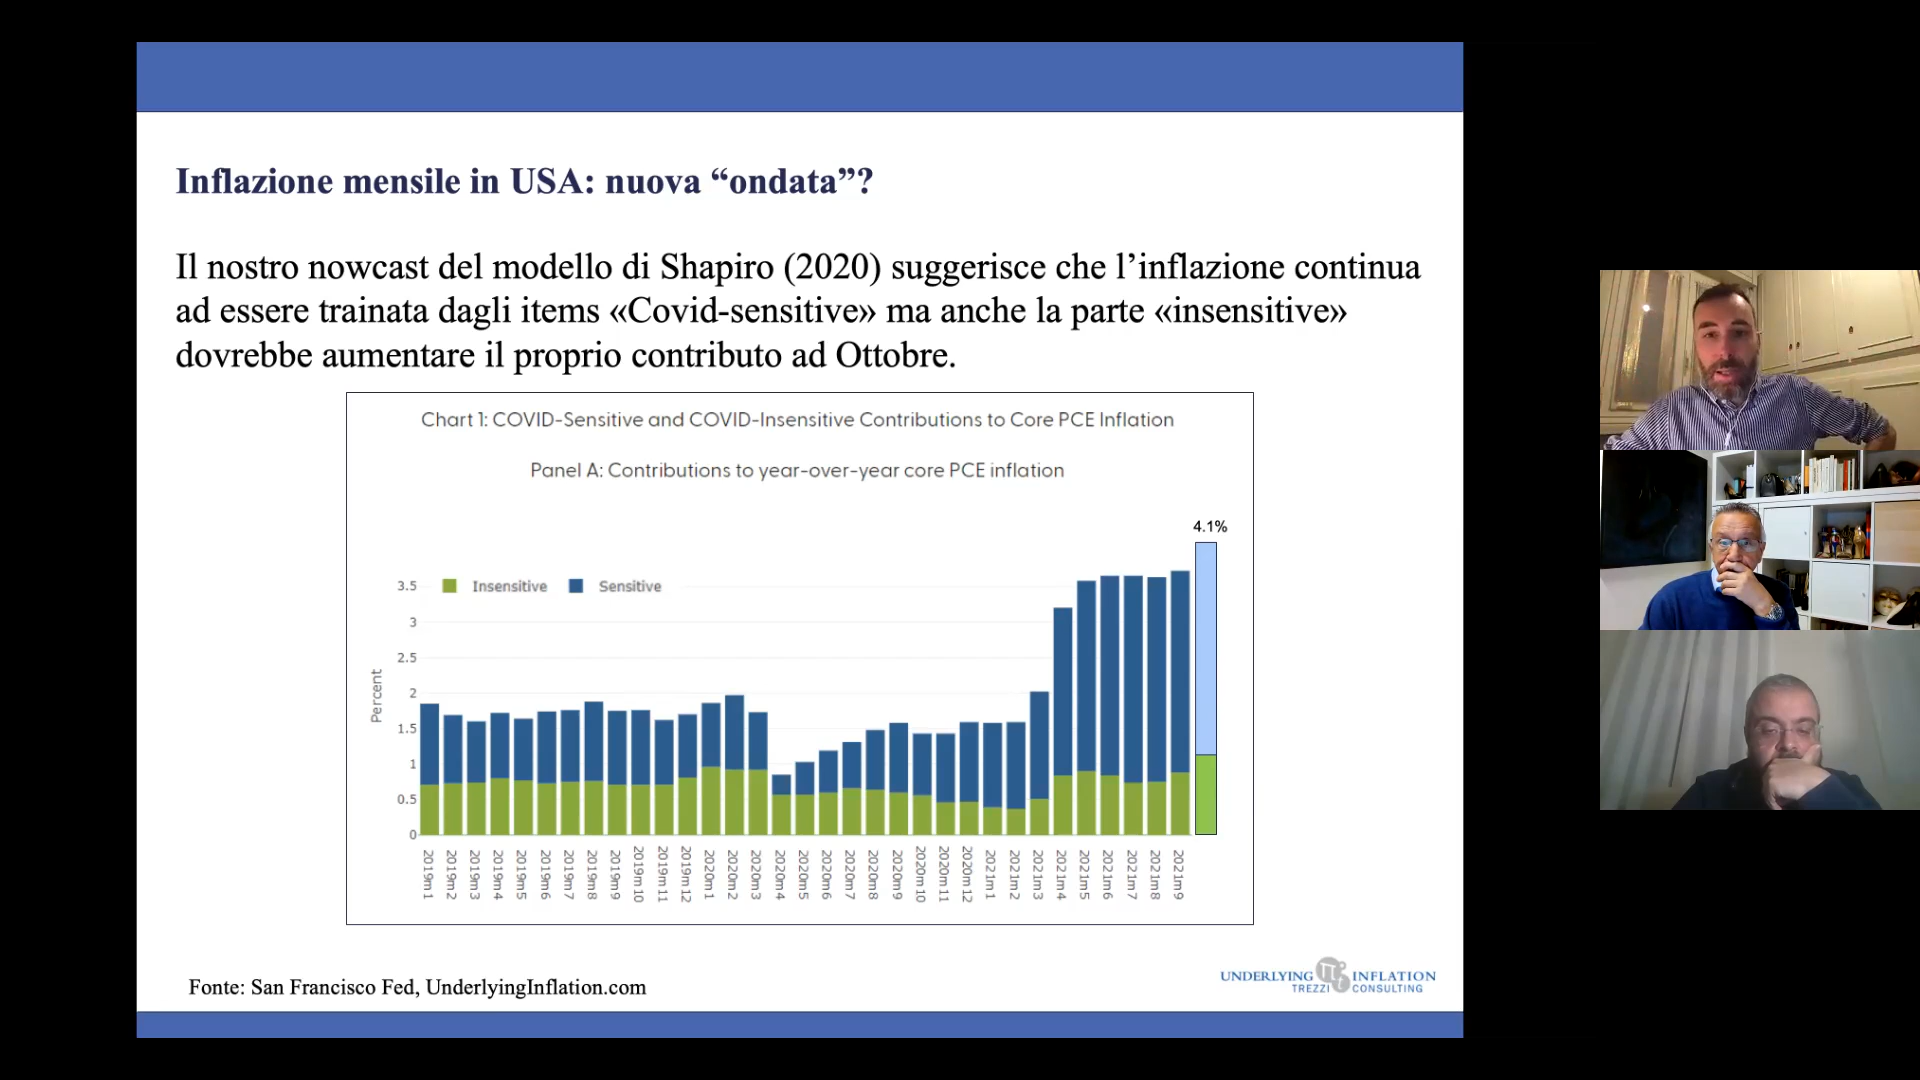 Inflazione mensile in USA: nuova “ondata”?
Il nostro nowcast del modello di Shapiro (2020) suggerisce che l’inflazione continua
ad essere trainata dagli items «Covid-sensitive» ma anche la parte «insensitive»
dovrebbe aumentare il proprio contributo ad Ottobre.
Chart 1: COVID-Sensitive and COVID-Insensitive Contributions to Core PCE Inflation
Panel A: Contributions to year-over-year core PCE inflation
4.1%
Insensitive
Sensitive
Percent
3.5
3
2.5
2
1.5
1
0.5
0
2019m1
2019m2
2019m3
2019m4
2019m5
2019m6
2019m7
2019m8
2019m9
2019m10
2019m11
2019m12
2020m1
2020m2
2020m3
2020m4
2020m5
2020m6
2020m7
2020m8
2020m9
2020m10
2020m11
2020m12
2021m1
2021m2
2021m3
2021m4
2021m5
2021m6
2021m7
2021m8
2021m9
Fonte: San Francisco Fed, UnderlyingInflation.com
UNDERLYING INFLATION
TREZZI CONSULTING